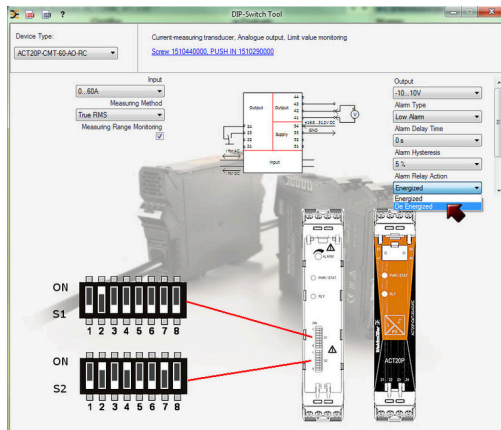 DIP-Switch Tool
Device Type:
ACT20P-CMT-60-AO-RC
Current-measuring transducer, Analogue output, Limit value monitoring
Screw 1510440000, PUSH IN 1510290000
Input
0...60A
Measuring Method
True RMS
Measuring Range Monitoring
Output
-10...10V
Alarm Type
Low Alarm
Alarm Delay Time
0 s
Alarm Hysteresis
5 %
Alarm Relay Action
Energized
Energized
De Energized
Output
Output
Supply
Input
GND
ALARM
PWR / STAT
RLY
PWR / STAT
RLY
ACT20P
ON
S1
1 2 3 4 5 6 7 8
ON
S2
1 2 3 4 5 6 7 8